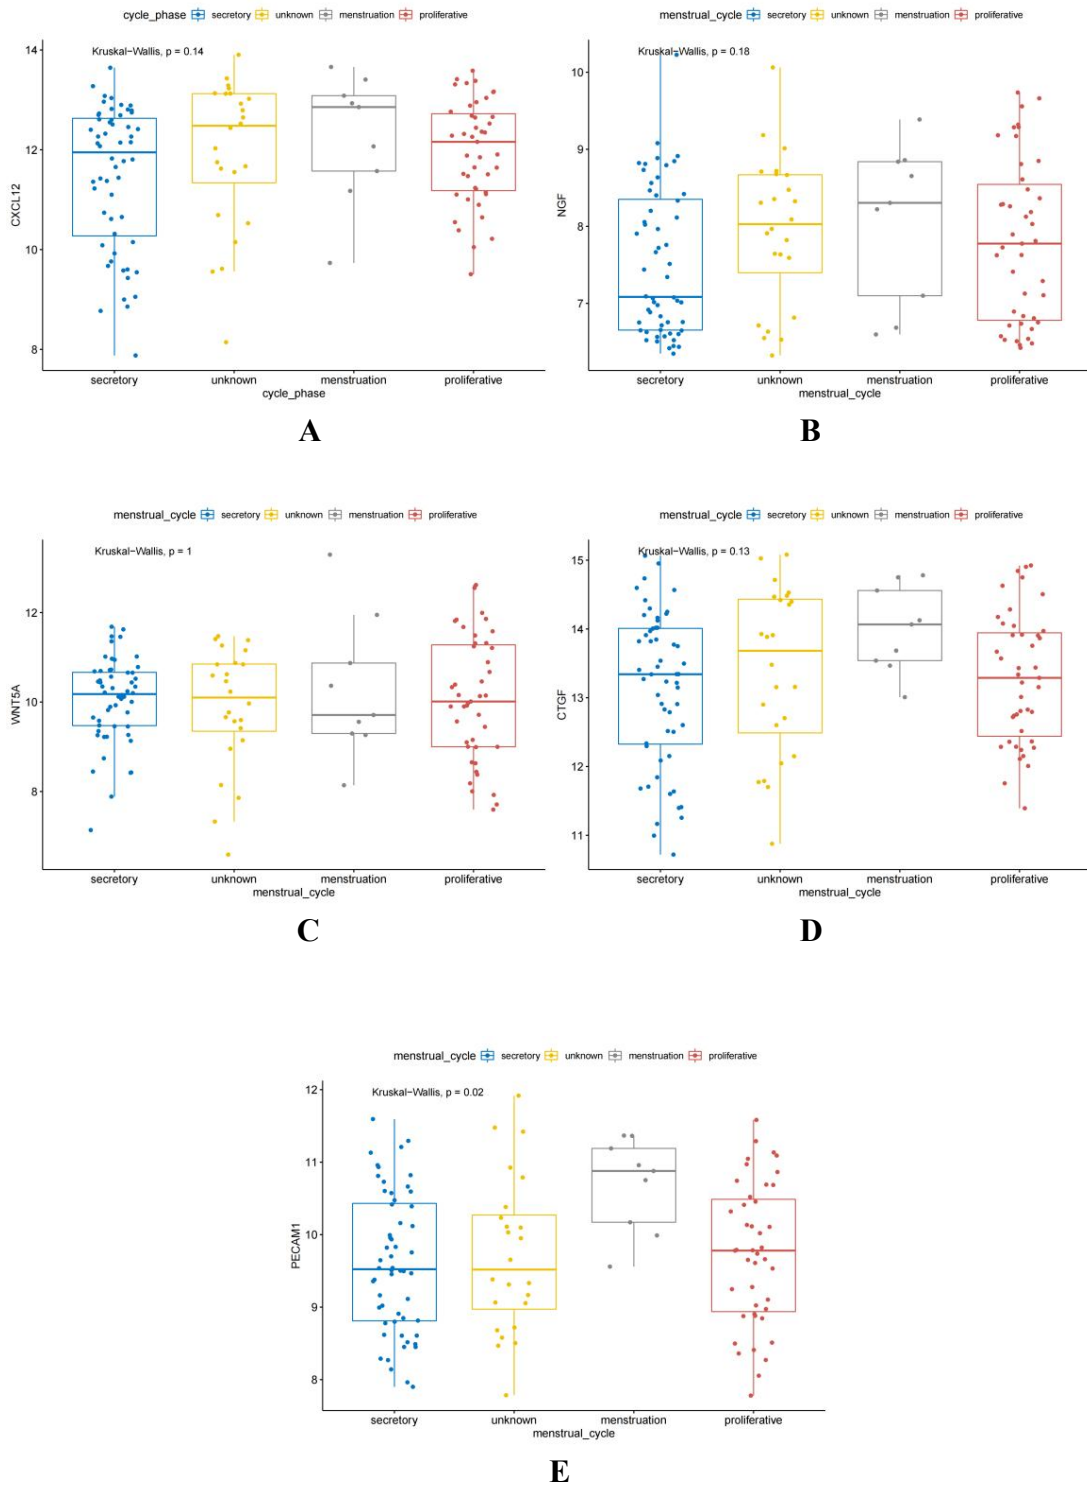 cycle_phase secretory unknown menstruation proliferative
Kruskal−Wallis, p = 0.14
14
12
10
8
CXCL12
secretory unknown menstruation proliferative
cycle_phase
A
menstrual_cycle secretory unknown menstruation proliferative
Kruskal−Wallis, p = 0.18
10
9
8
7
NGF
secretory unknown menstruation proliferative
menstrual_cycle
B
menstrual_cycle secretory unknown menstruation proliferative
Kruskal−Wallis, p = 1
12
10
8
WNT5A
secretory unknown menstruation proliferative
menstrual_cycle
C
menstrual_cycle secretory unknown menstruation proliferative
Kruskal−Wallis, p = 0.13
15
14
13
12
11
CTGF
secretory unknown menstruation proliferative
menstrual_cycle
D
menstrual_cycle secretory unknown menstruation proliferative
Kruskal−Wallis, p = 0.02
12
11
10
9
8
PECAM1
secretory unknown menstruation proliferative
menstrual_cycle
E